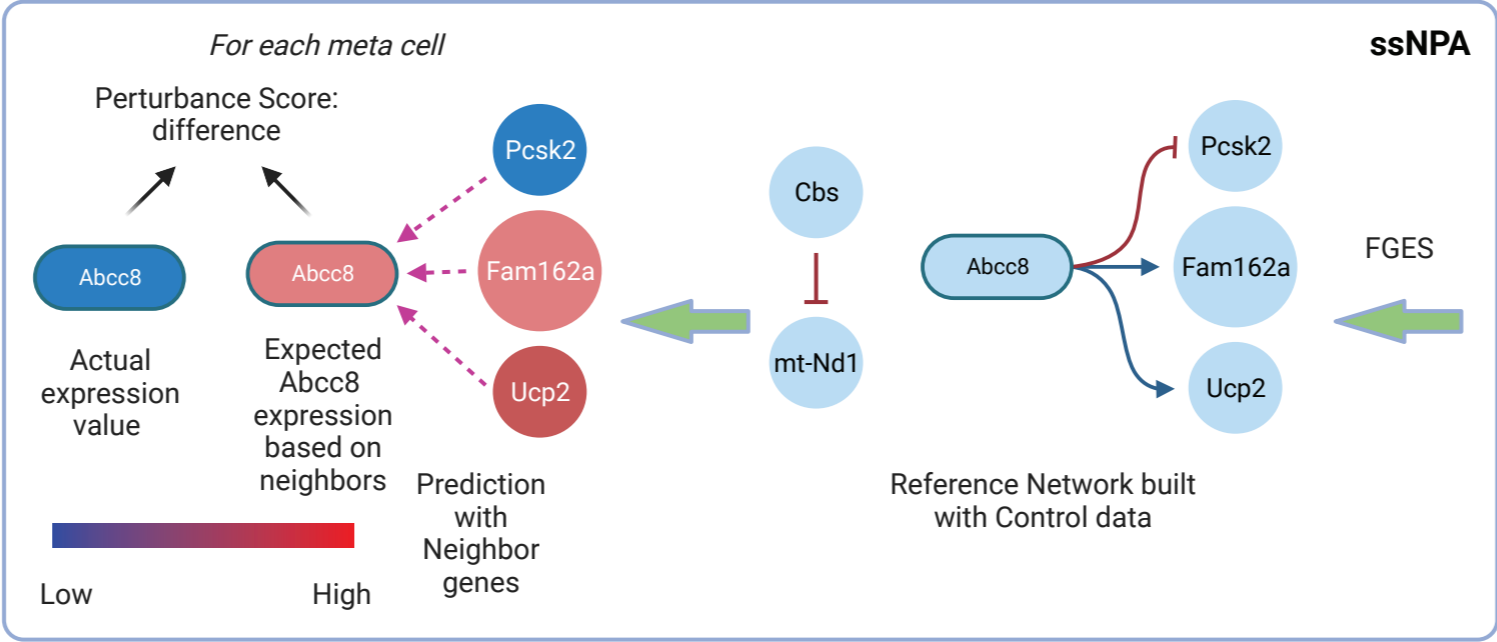 For each meta cell
ssNPA
Perturbance Score:
difference
Pcsk2
Fam162a
Ucp2
Abcc8
Abcc8
Actual
expression
value
Expected
Abcc8
expression
based on
neighbors
Prediction
with
Neighbor
genes
Low
High
Cbs
mt-Nd1
Abcc8
Pcsk2
Fam162a
Ucp2
Reference Network built
with Control data
FGES